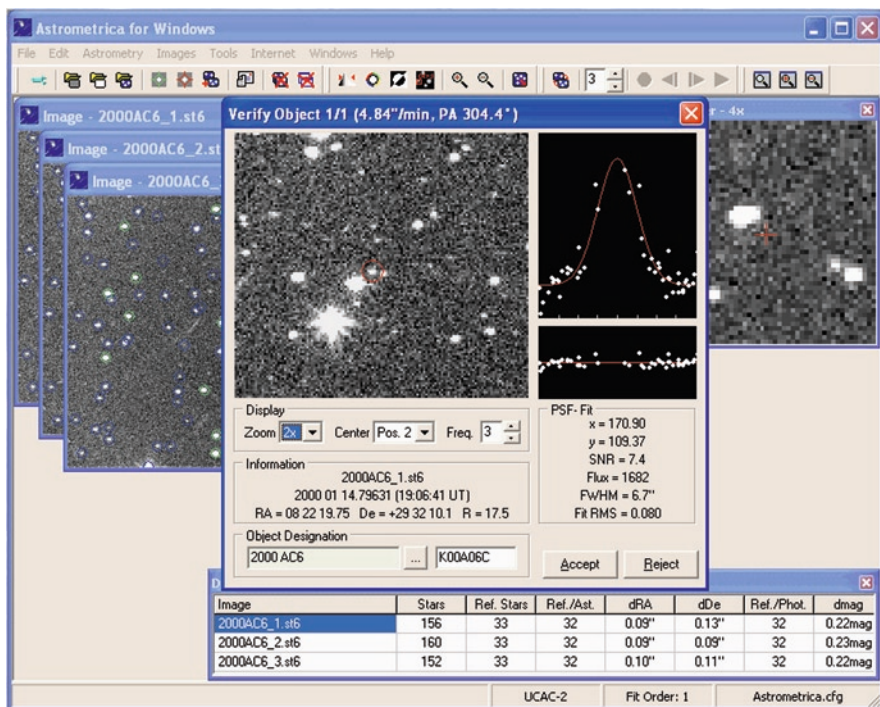 Astrometrica for Windows
File Edit Astrometry Images Tools Internet Windows Help
3
Image - 2000AC6_1.st6
Image - 2000AC6_2.st
Image - 2000AC6_
Verify Object 1/1 (4.84"/min, PA 304.4°)
- 4x
Display
Zoom 2x Center Pos. 2 Freq. 3
Information
2000AC6_1.st6
2000 01 14.79631 (19:06:41 UT)
RA = 08 22 19.75 De = +29 32 10.1 R = 17.5
Object Designation
2000 AC6 ... K00A06C
PSF- Fit
x = 170.90
y = 109.37
SNR = 7.4
Flux = 1682
FWHM = 6.7"
Fit RMS = 0.080
Accept Reject
Image Stars Ref. Stars Ref./Ast. dRA dDe Ref./Phot. dmag
2000AC6_1.st6 156 33 32 0.09" 0.13" 32 0.22mag
2000AC6_2.st6 160 33 32 0.09" 0.09" 32 0.23mag
2000AC6_3.st6 152 33 32 0.10" 0.11" 32 0.22mag
UCAC-2 Fit Order: 1 Astrometrica.cfg